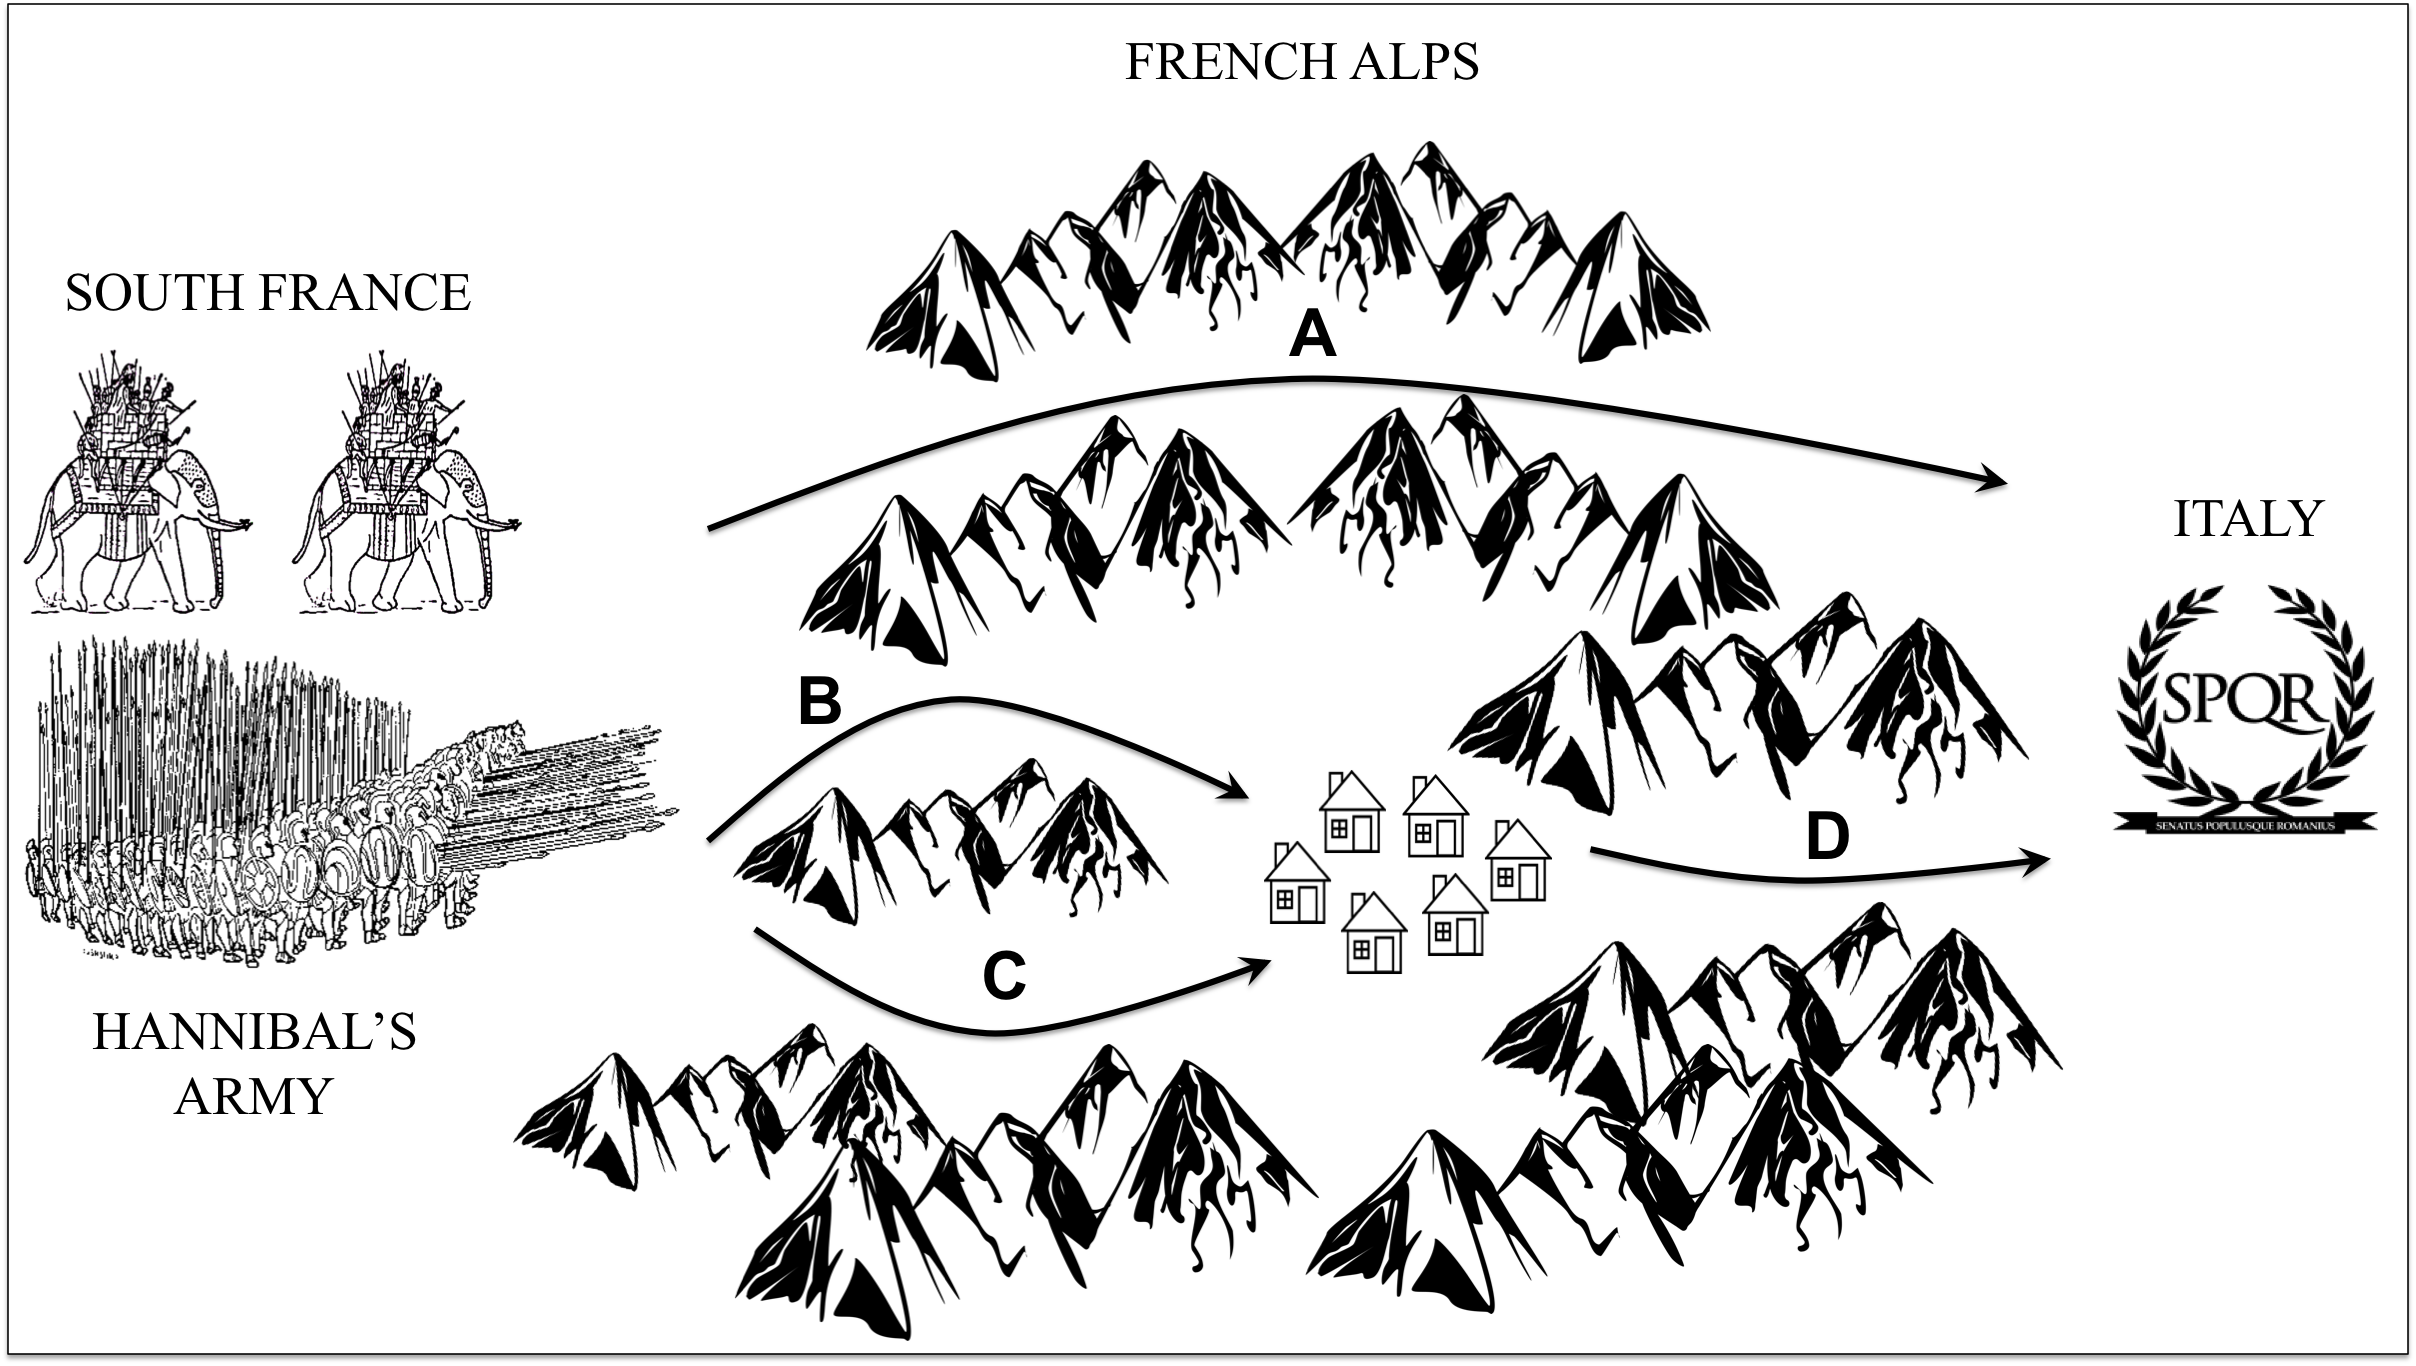 FRENCH ALPS
SOUTH FRANCE
A
ITALY
B
SPQR
SENATUS POPULUSQUE ROMANIUS
D
C
HANNIBAL’S
ARMY